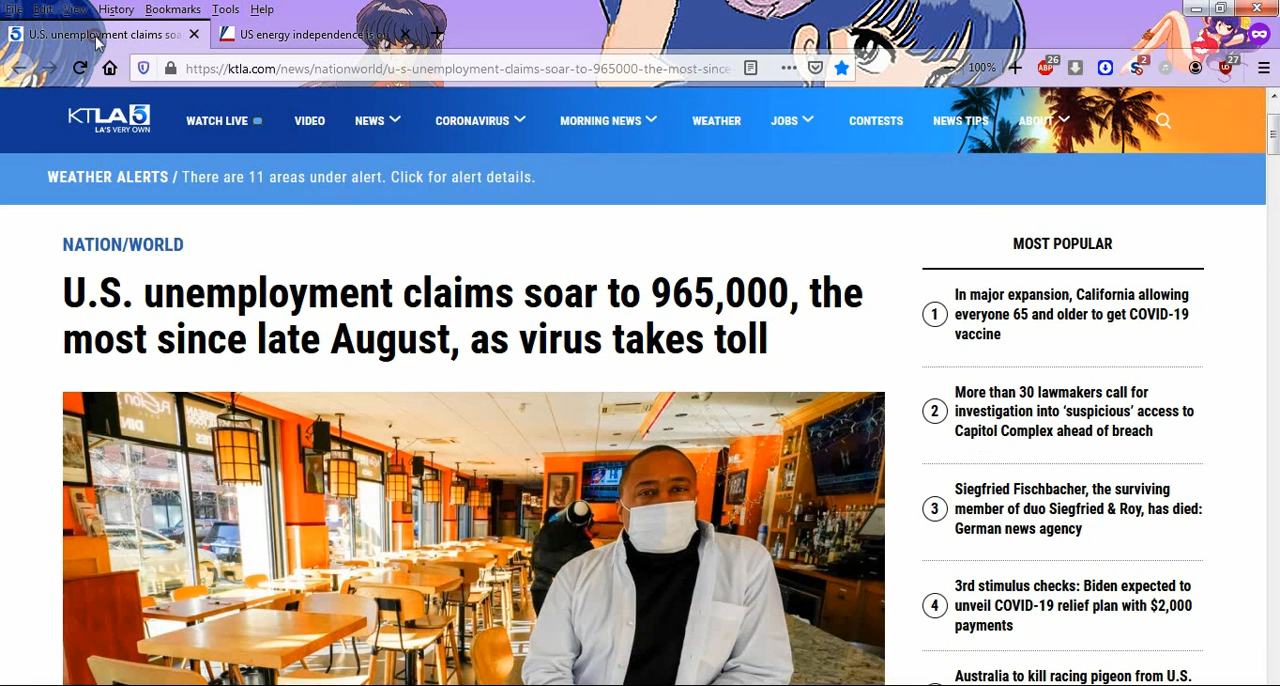 File Edit View History Bookmarks Tools Help
U.S. unemployment claims soa
US energy independence is o
https://ktla.com/news/nationworld/u-s-unemployment-claims-soar-to-965000-the-most-since
100%
26
2
27
KTLA 5
LA'S VERY OWN
WATCH LIVE VIDEO NEWS CORONAVIRUS MORNING NEWS WEATHER JOBS CONTESTS NEWS TIPS ABOUT
WEATHER ALERTS / There are 11 areas under alert. Click for alert details.
NATION/WORLD
U.S. unemployment claims soar to 965,000, the
most since late August, as virus takes toll
MOST POPULAR
1
In major expansion, California allowing
everyone 65 and older to get COVID-19
vaccine
2
More than 30 lawmakers call for
investigation into ‘suspicious’ access to
Capitol Complex ahead of breach
3
Siegfried Fischbacher, the surviving
member of duo Siegfried & Roy, has died:
German news agency
4
3rd stimulus checks: Biden expected to
unveil COVID-19 relief plan with $2,000
payments
Australia to kill racing pigeon from U.S.